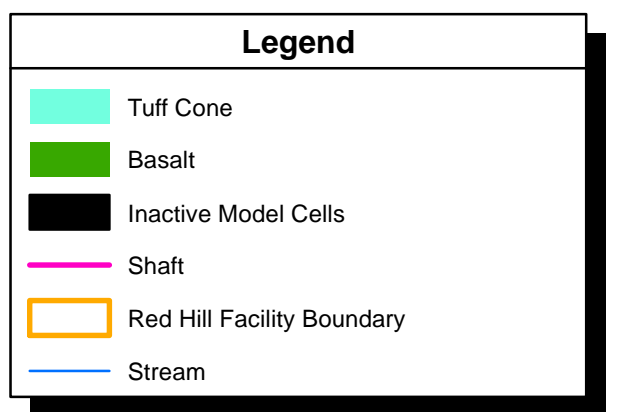 Legend
Tuff Cone
Basalt
Inactive Model Cells
Shaft
Red Hill Facility Boundary
Stream